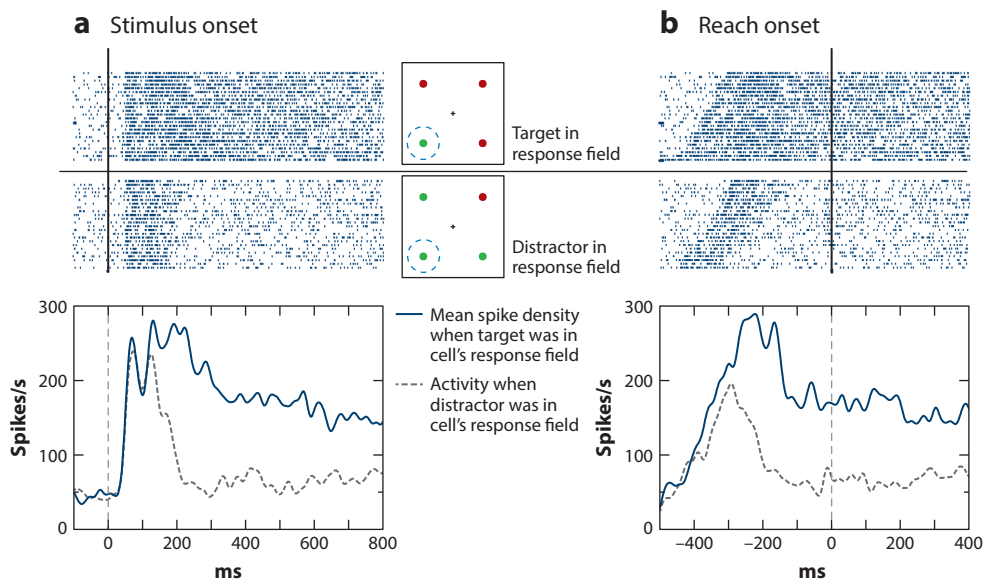 a Stimulus onset
b Reach onset
Target in
response field
Distractor in
response field
300
200
100
0
Spikes/s
0
200
400
600
800
ms
Mean spike density
when target was in
cell's response field
Activity when
distractor was in
cell's response field
300
200
100
0
Spikes/s
−400
−200
0
200
400
ms